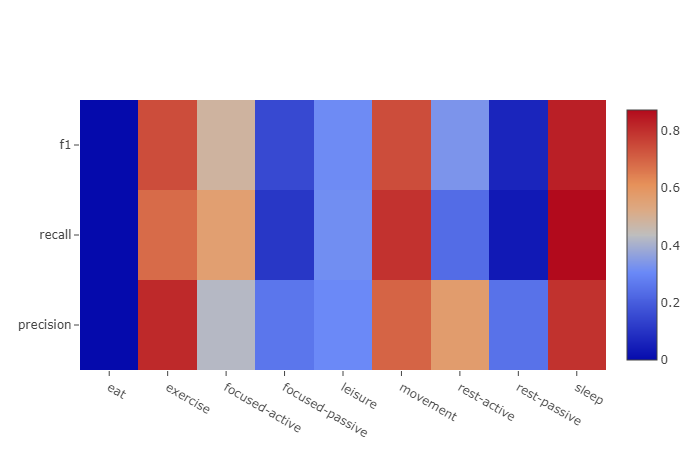 f1
recall
precision
eat
exercise
focused-active
focused-passive
leisure
movement
rest-active
rest-passive
sleep
0.8
0.6
0.4
0.2
0